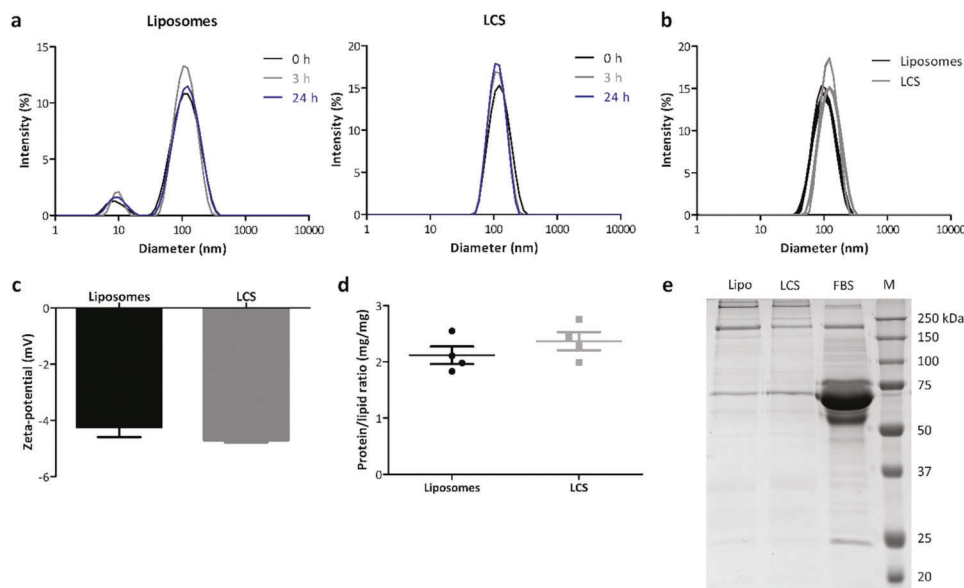 a
Liposomes
Intensity (%)
15
10
5
0
1
10
100
1000
10000
Diameter (nm)
0 h
3 h
24 h
LCS
Intensity (%)
20
15
10
5
0
1
10
100
1000
10000
Diameter (nm)
0 h
3 h
24 h
b
Intensity (%)
20
15
10
5
0
1
10
100
1000
10000
Diameter (nm)
Liposomes
LCS
c
Liposomes
LCS
Zeta-potential (mV)
0
-2
-4
-6
d
Protein/lipid ratio (mg/mg)
3
2
1
0
Liposomes
LCS
e
Lipo LCS FBS M
250 kDa
150
100
75
50
37
25
20